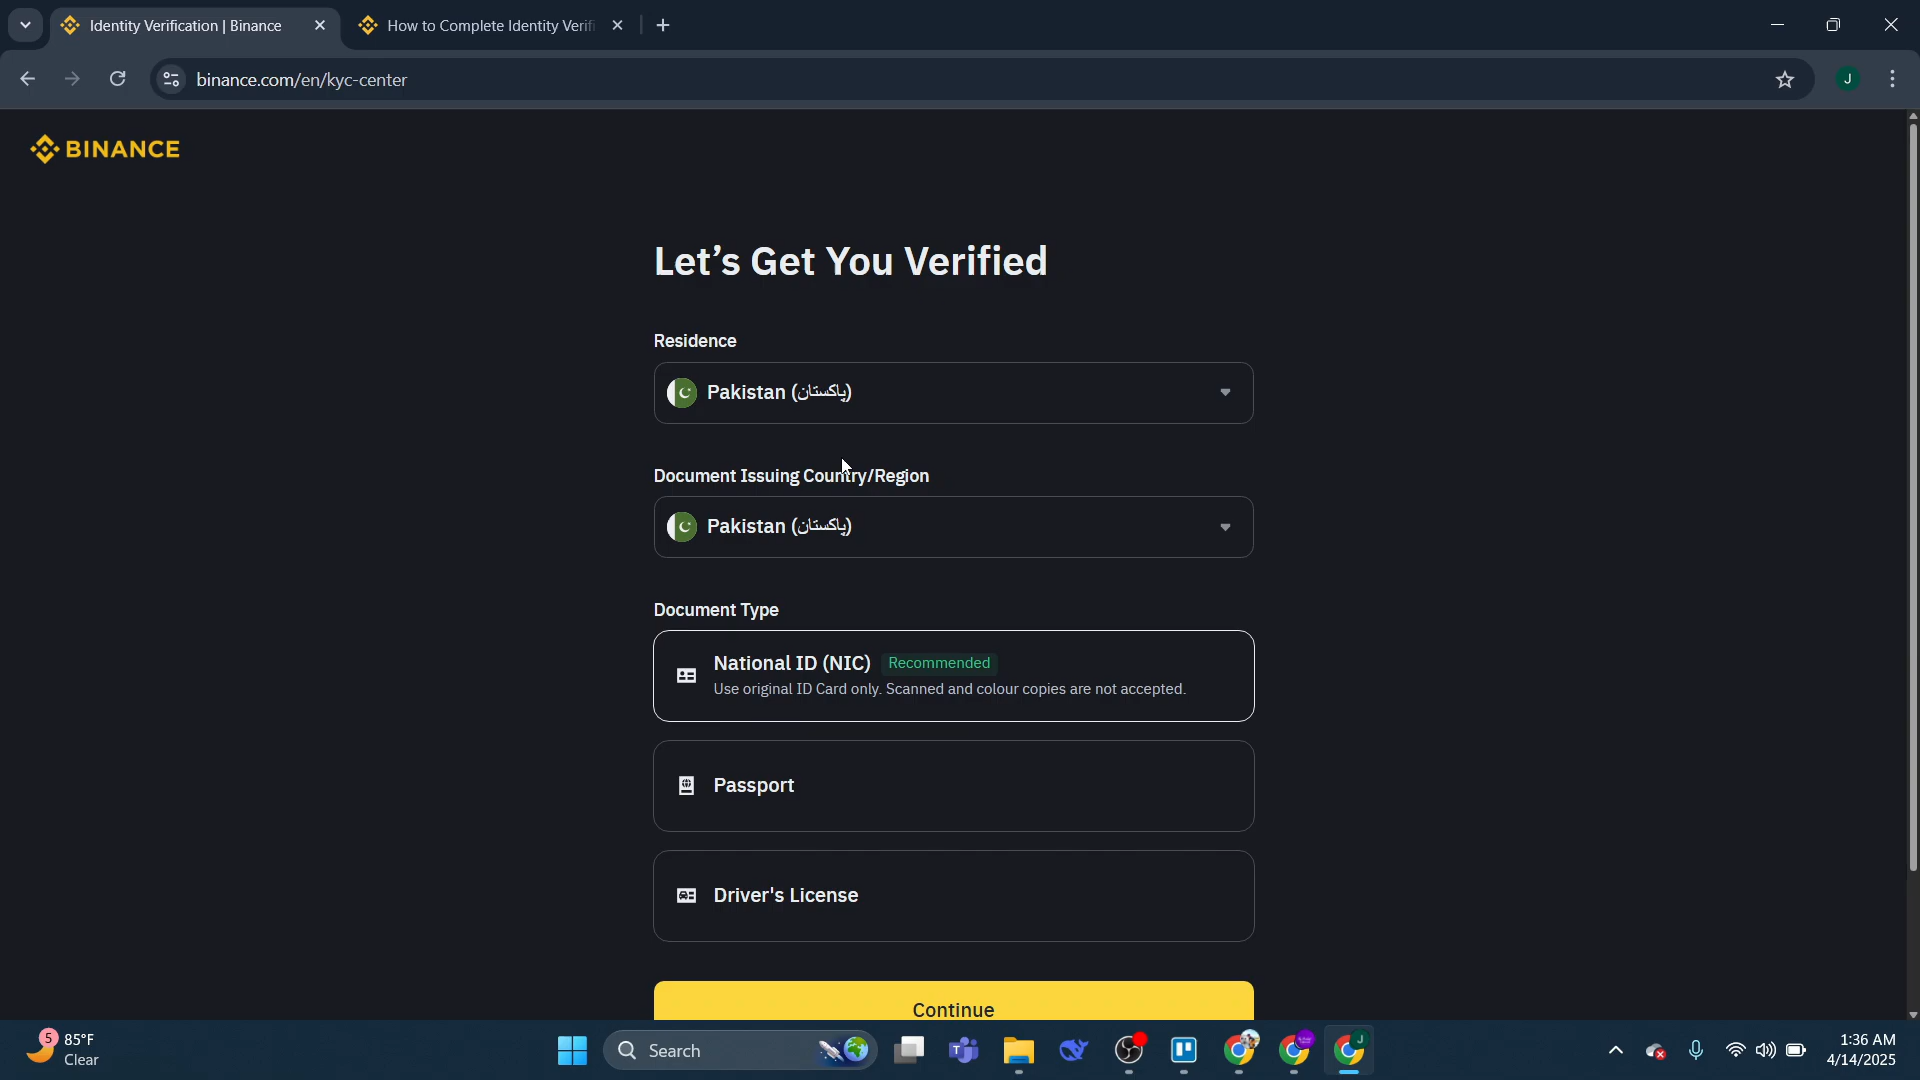 Identity Verification | Binance
How to Complete Identity Verifi
binance.com/en/kyc-center
J
BINANCE
Let’s Get You Verified
Residence
Pakistan (پاکستان)
Document Issuing Country/Region
Pakistan (پاکستان)
Document Type
National ID (NIC) Recommended
Use original ID Card only. Scanned and colour copies are not accepted.
Passport
Driver's License
Continue
5
85°F
Clear
Search
J
1:36 AM
4/14/2025